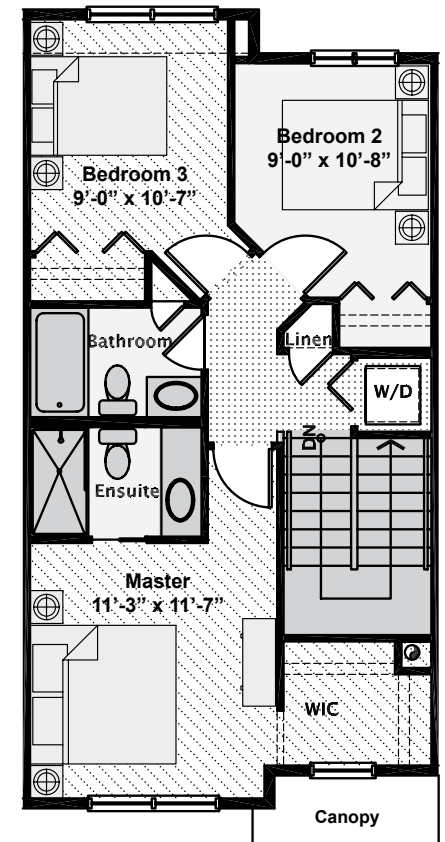 Bedroom 2
9’-0” x 10’-8”
Bedroom 3
9’-0” x 10’-7”
Bathroom
Linen
W/D
DN
Ensuite
Master
11’-3” x 11’-7”
WIC
Canopy